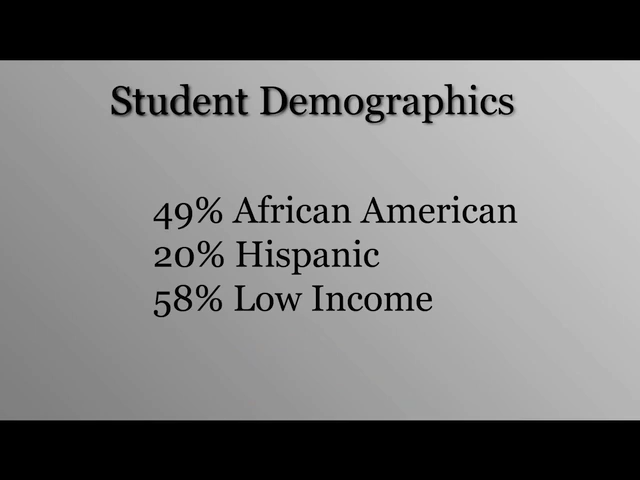 Student Demographics
49% African American
20% Hispanic
58% Low Income